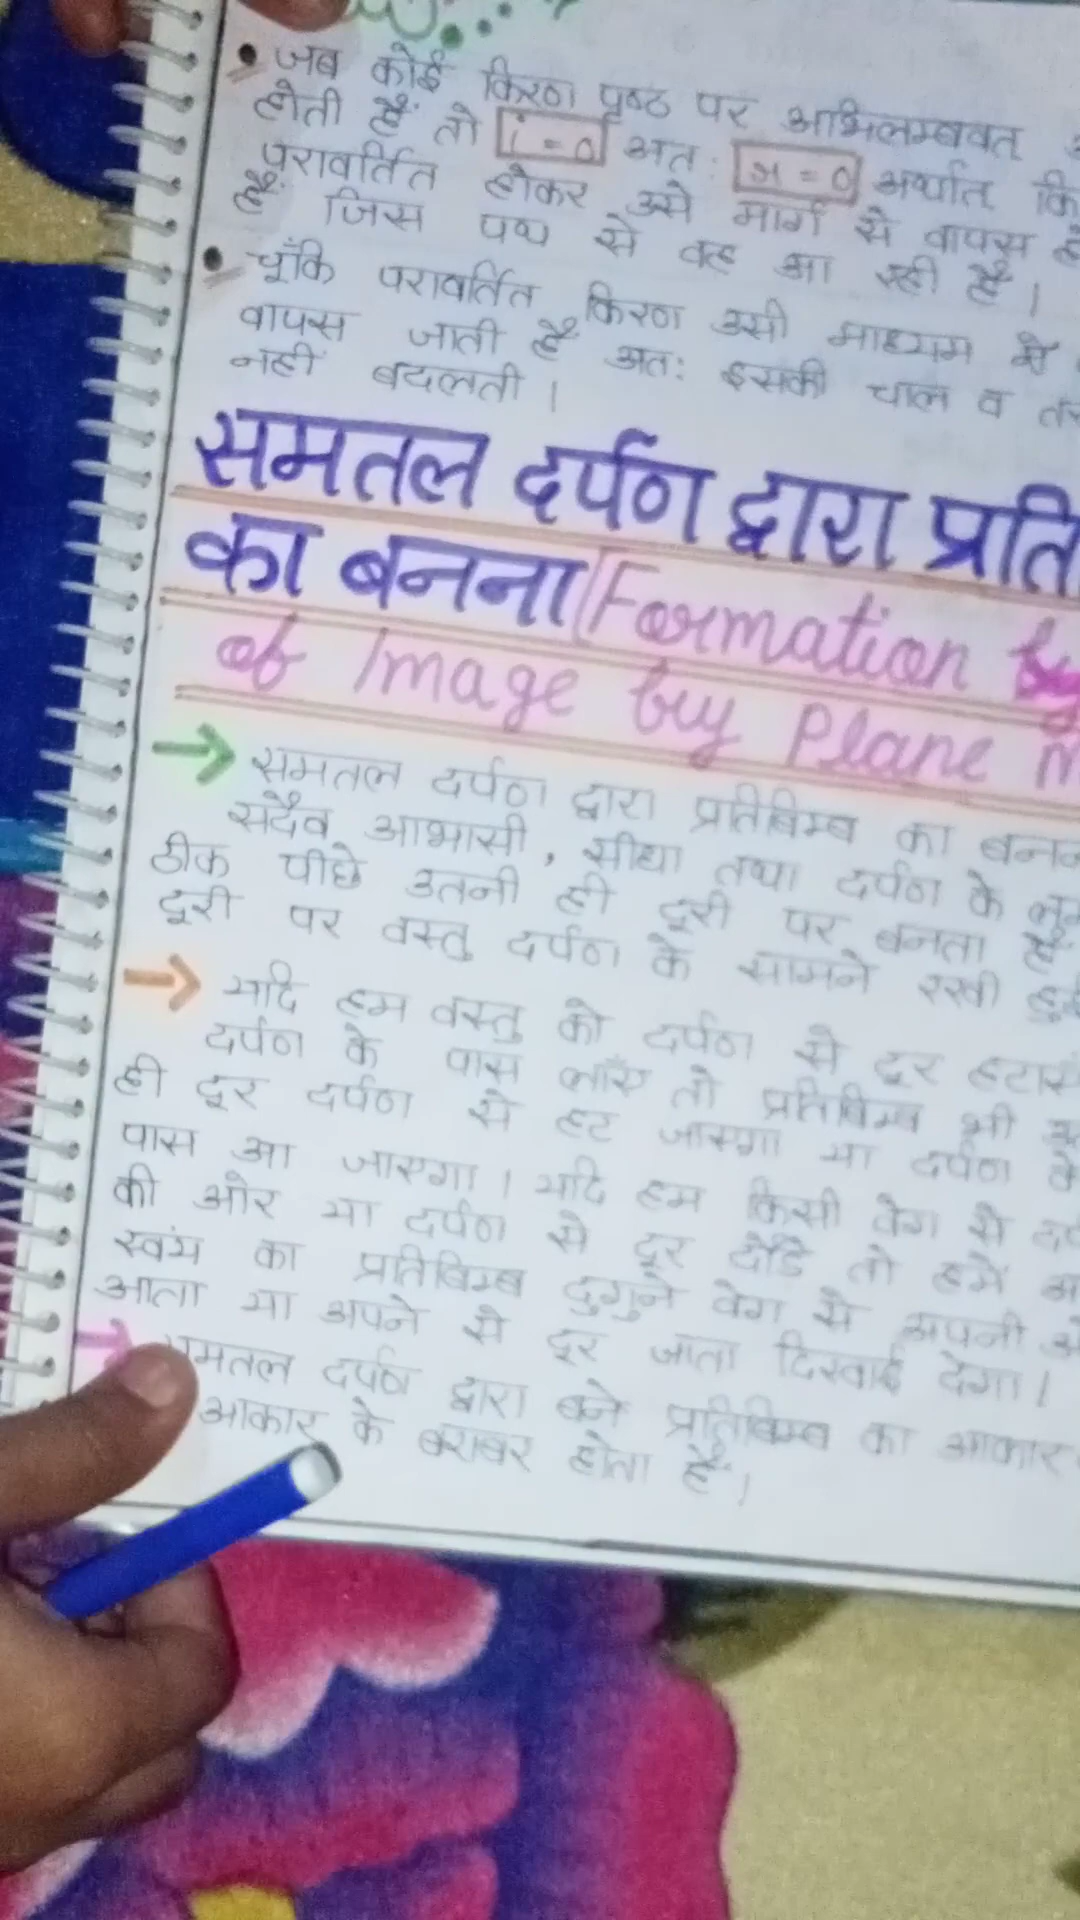 जब कोई किरण पृष्ठ पर अभिलम्बवत्
होती हैं तो i = 0 अतः r = 0 अर्थात
परावर्तित होकर उसे मार्ग से वापस
हैं जिस पथ से वह आ रही हैं।
चूँकि परावर्तित किरण उसी माध्यम में
वापस जाती है अतः इसकी चाल व
नहीं बदलती।
समतल दर्पण द्वारा प्रति
का बनना/Formation by
of Image by Plane M
समतल दर्पण द्वारा प्रतिबिम्ब का बनन
सदैव आभासी, सीधा तथा दर्पण के
ठीक पीछे उतनी ही दूरी पर बनता है
दूरी पर वस्तु दर्पण के सामने रखी हुई
यदि हम वस्तु को दर्पण से दूर हटाएं
दर्पण के पास लाएँ तो प्रतिबिम्ब भी
ही दूर दर्पण से हट जाएगा या दर्पण के
पास आ जाएगा। यदि हम किसी वेग से
की ओर या दर्पण से दूर दौडे तो हमें
स्वंय का प्रतिबिम्ब दुगुने वेग से अपनी
आता या अपने से दूर जाता दिखाई देगा।
समतल दर्पण द्वारा बने प्रतिबिम्ब का आकार
आकार के बराबर होता हैं।